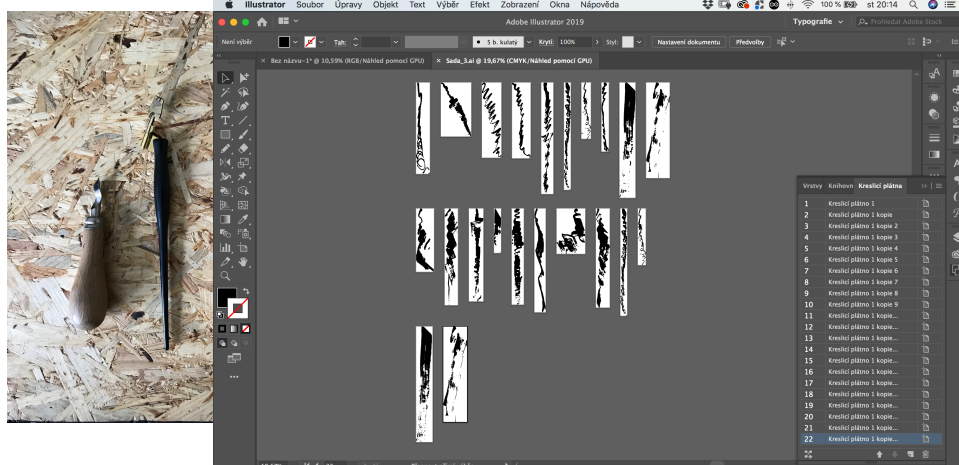 Illustrator Soubor Úpravy Objekt Text Výběr Efekt Zobrazení Okna Nápověda 100 % st 20:14
Adobe Illustrator 2019 Typografie Prohledat Adobe Stock
Není výběr Tah: 5 b. kulatý Krytí: 100% Styl: Nastavení dokumentu Předvolby
× Bez názvu-1* @ 10,59% (RGB/Náhled pomocí GPU) × Sada_3.ai @ 19,67% (CMYK/Náhled pomocí GPU)
Vrstvy Knihovn Kreslicí plátna
1 Kreslicí plátno 1
2 Kreslicí plátno 1 kopie
3 Kreslicí plátno 1 kopie 2
4 Kreslicí plátno 1 kopie 3
5 Kreslicí plátno 1 kopie 4
6 Kreslicí plátno 1 kopie 5
7 Kreslicí plátno 1 kopie 6
8 Kreslicí plátno 1 kopie 7
9 Kreslicí plátno 1 kopie 8
10 Kreslicí plátno 1 kopie 9
11 Kreslicí plátno 1 kopie...
12 Kreslicí plátno 1 kopie...
13 Kreslicí plátno 1 kopie...
14 Kreslicí plátno 1 kopie...
15 Kreslicí plátno 1 kopie...
16 Kreslicí plátno 1 kopie...
17 Kreslicí plátno 1 kopie...
18 Kreslicí plátno 1 kopie...
19 Kreslicí plátno 1 kopie...
20 Kreslicí plátno 1 kopie...
21 Kreslicí plátno 1 kopie...
22 Kreslicí plátno 1 kopie...